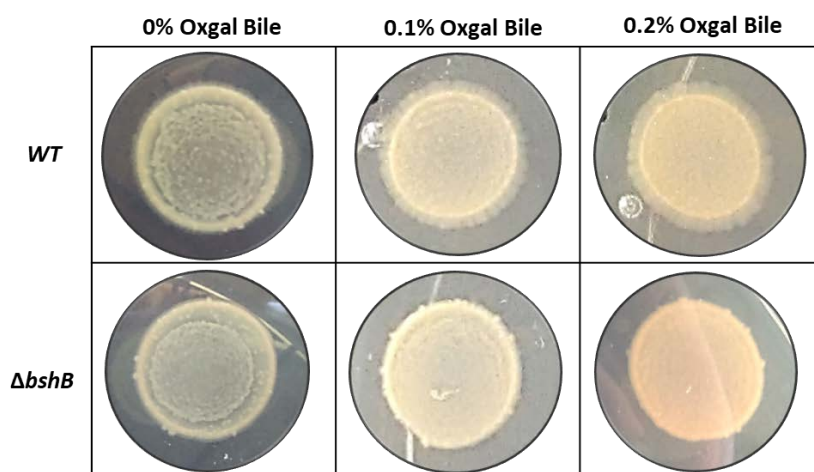 0% Oxgal Bile
0.1% Oxgal Bile
0.2% Oxgal Bile
WT
ΔbshB